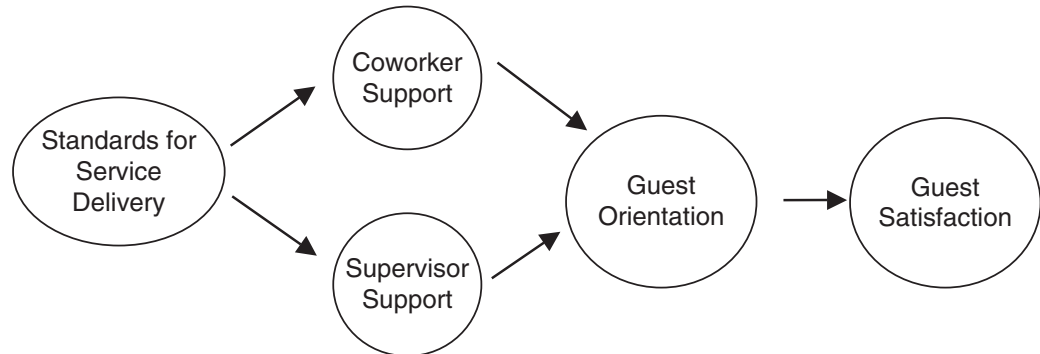 Standards for
Service
Delivery
Coworker
Support
Supervisor
Support
Guest
Orientation
Guest
Satisfaction